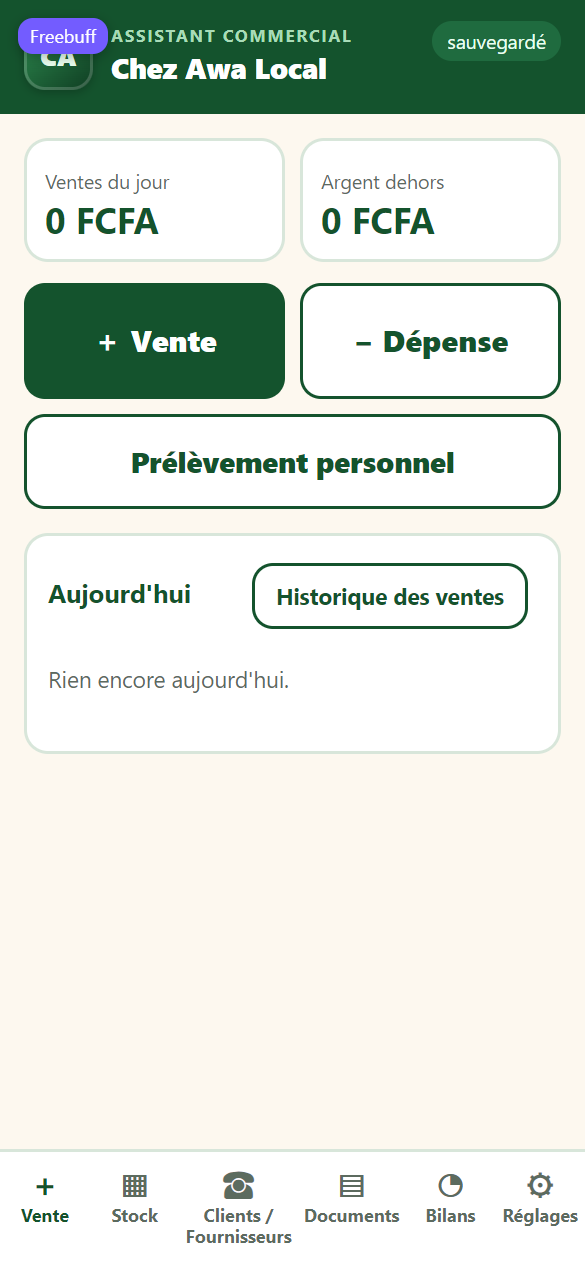 Freebuff
ASSISTANT COMMERCIAL
sauvegardé
CA
Chez Awa Local
Ventes du jour
0 FCFA
Argent dehors
0 FCFA
+ Vente
– Dépense
Prélèvement personnel
Aujourd'hui
Historique des ventes
Rien encore aujourd'hui.
Vente
Stock
Clients /
Fournisseurs
Documents
Bilans
Réglages